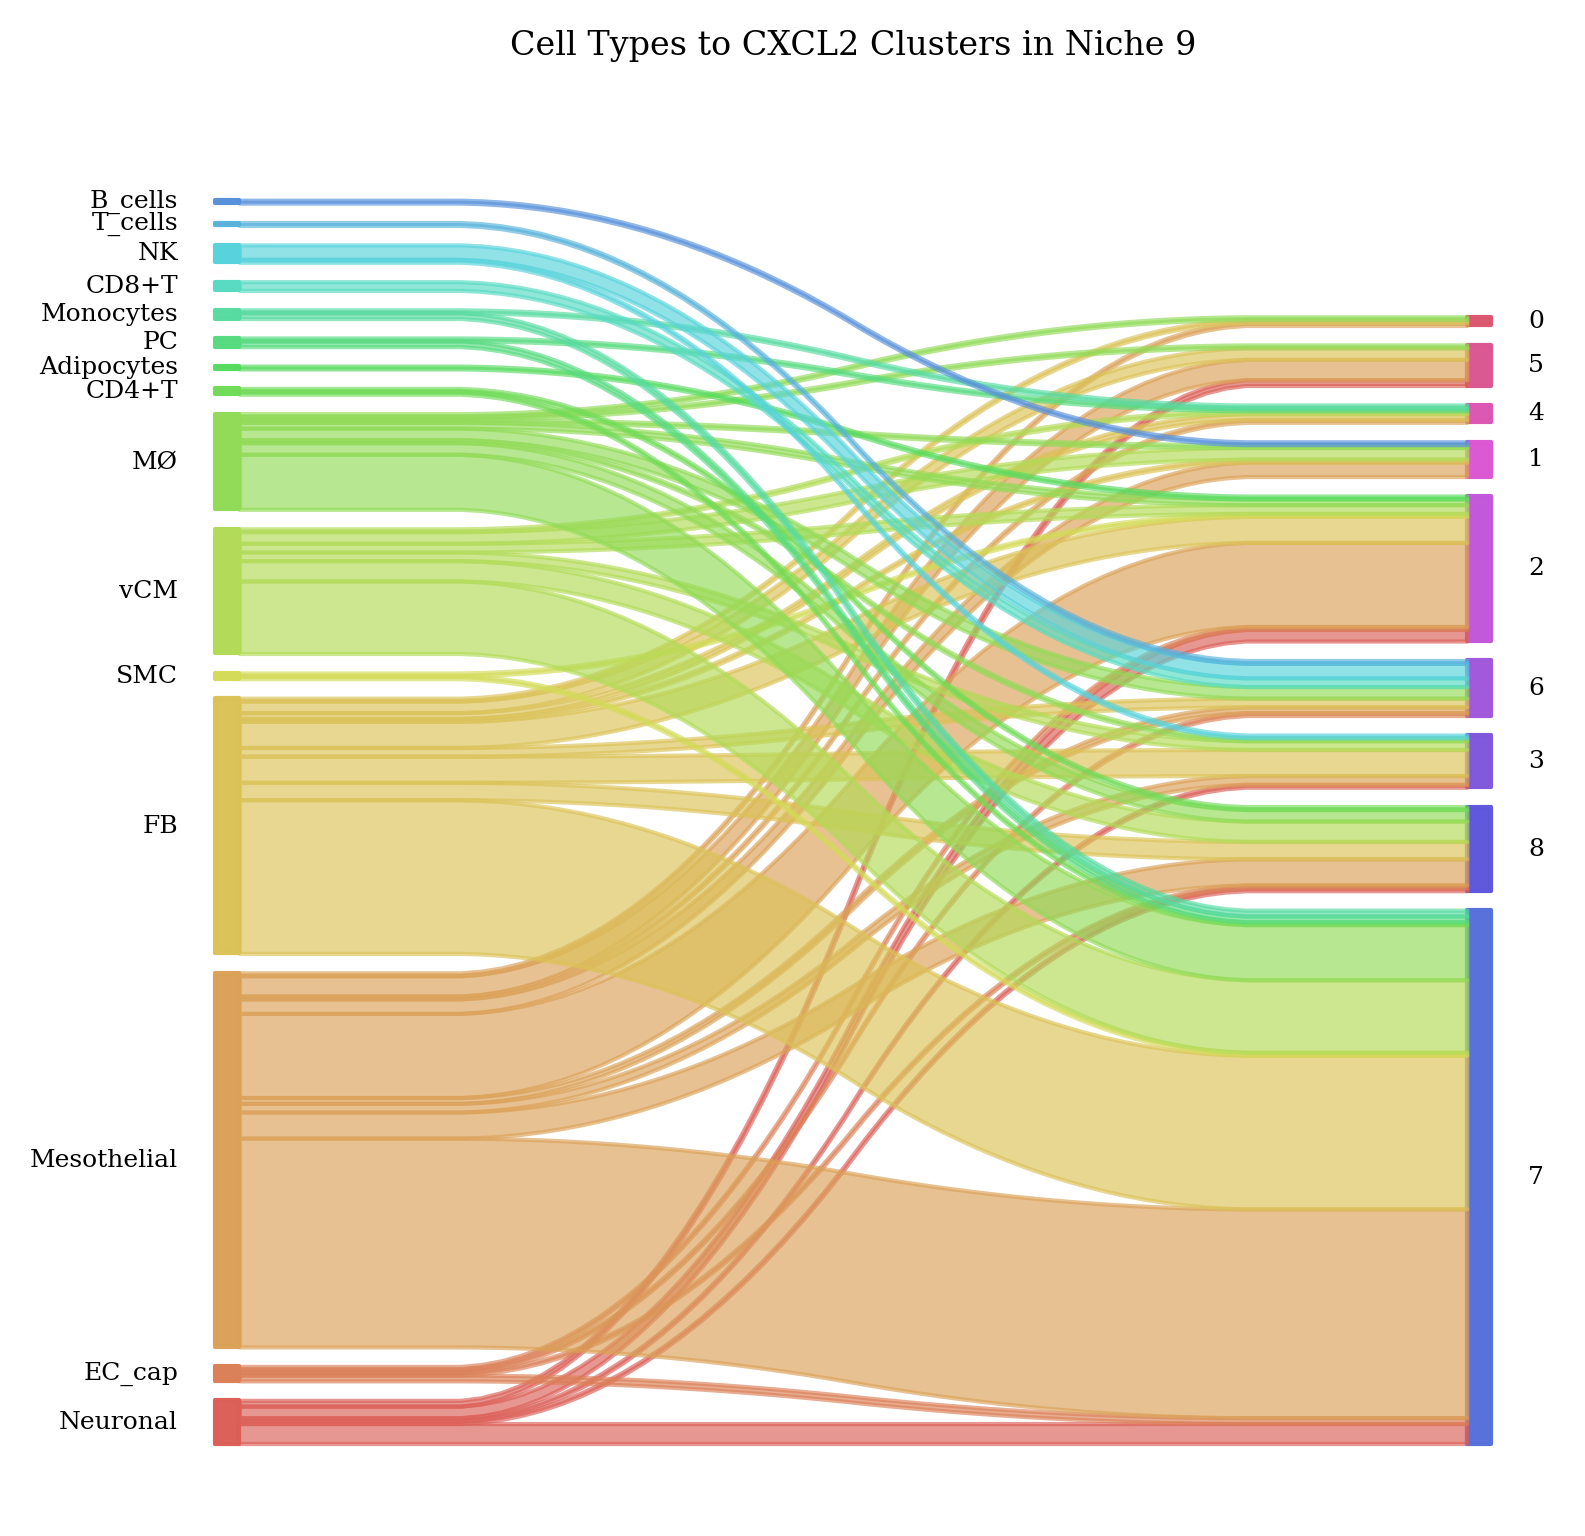 Cell Types to CXCL2 Clusters in Niche 9
B_cells
T_cells
NK
CD8+T
Monocytes
PC
Adipocytes
CD4+T
MØ
vCM
SMC
FB
Mesothelial
EC_cap
Neuronal
0
5
4
1
2
6
3
8
7